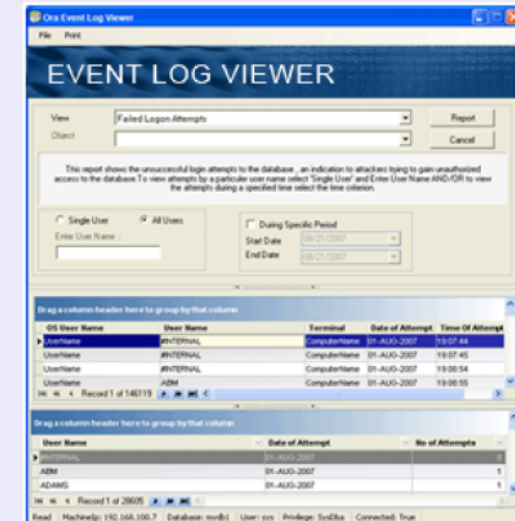 Ora Event Log Viewer
File Print
EVENT LOG VIEWER
View Failed Logon Attempts Report
Object Cancel
This report shows the unsuccessful login attempts to the database , an indication to attackers trying to gain unauthorized
access to the database.To view attempts by a particuler user name select 'Single User' and Enter User Name AND/OR to view
the attempts during a specified time select the time criterion.
Single User All Users During Specific Period
Enter User Name : Start Date 08/21/2007
End Date 08/21/2007
Drag a column header here to group by that column
OS User Name User Name Terminal Date of Attempt Time Of Attempt
UserName #INTERNAL ComputerName 01-AUG-2007 19:07:44
UserName #INTERNAL ComputerName 01-AUG-2007 19:07:45
UserName #INTERNAL ComputerName 01-AUG-2007 19:08:54
UserName ABM ComputerName 01-AUG-2007 19:08:55
Record 1 of 146119
Drag a column header here to group by that column
User Name Date of Attempt No of Attempts
#INTERNAL 01-AUG-2007
ABM 01-AUG-2007 1
ADAMS 01-AUG-2007 1
Record 1 of 28605
Read MachineIp: 192.168.100.7 Database: mydb1 User: sys Privilege: SysDba Connected: True